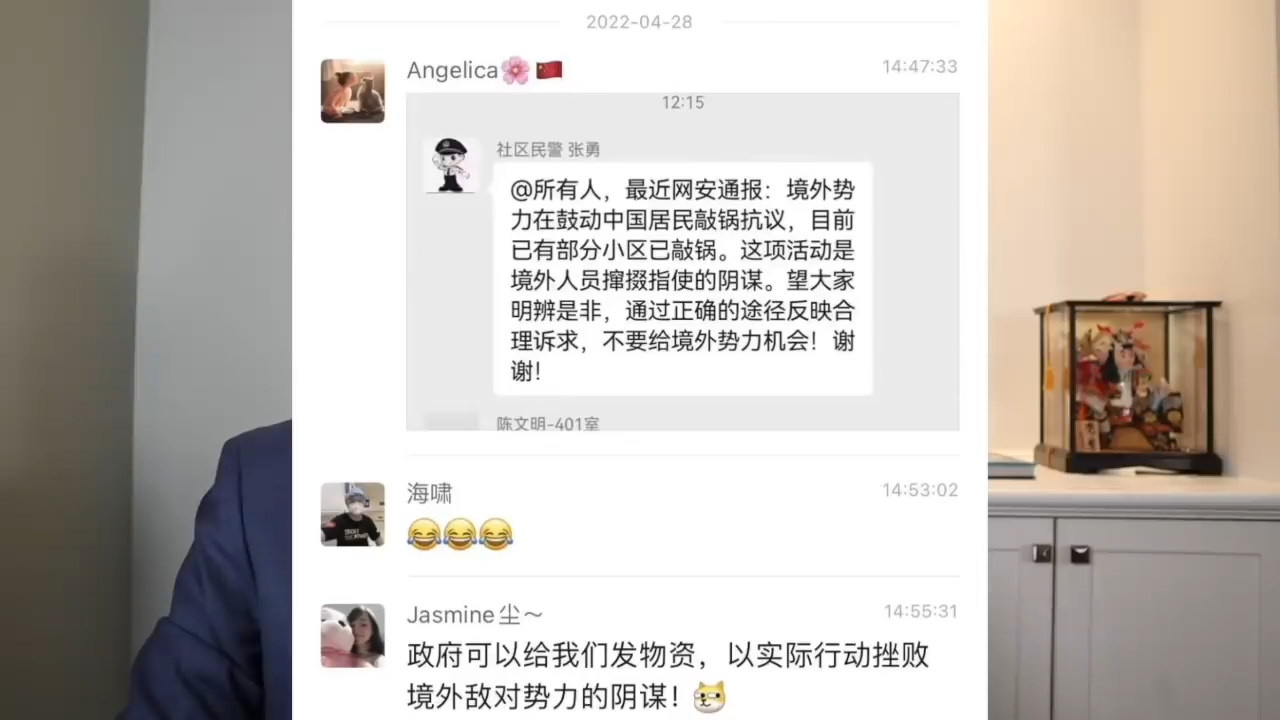 2022-04-28
Angelica🌸🇨🇳
14:47:33
12:15
社区民警 张勇
@所有人，最近网安通报：境外势
力在鼓动中国居民敲锅抗议，目前
已有部分小区已敲锅。这项活动是
境外人员撺掇指使的阴谋。望大家
明辨是非，通过正确的途径反映合
理诉求，不要给境外势力机会！谢
谢！
陈文明-401室
海啸
14:53:02
😂😂😂
Jasmine尘～
14:55:31
政府可以给我们发物资，以实际行动挫败
境外敌对势力的阴谋！